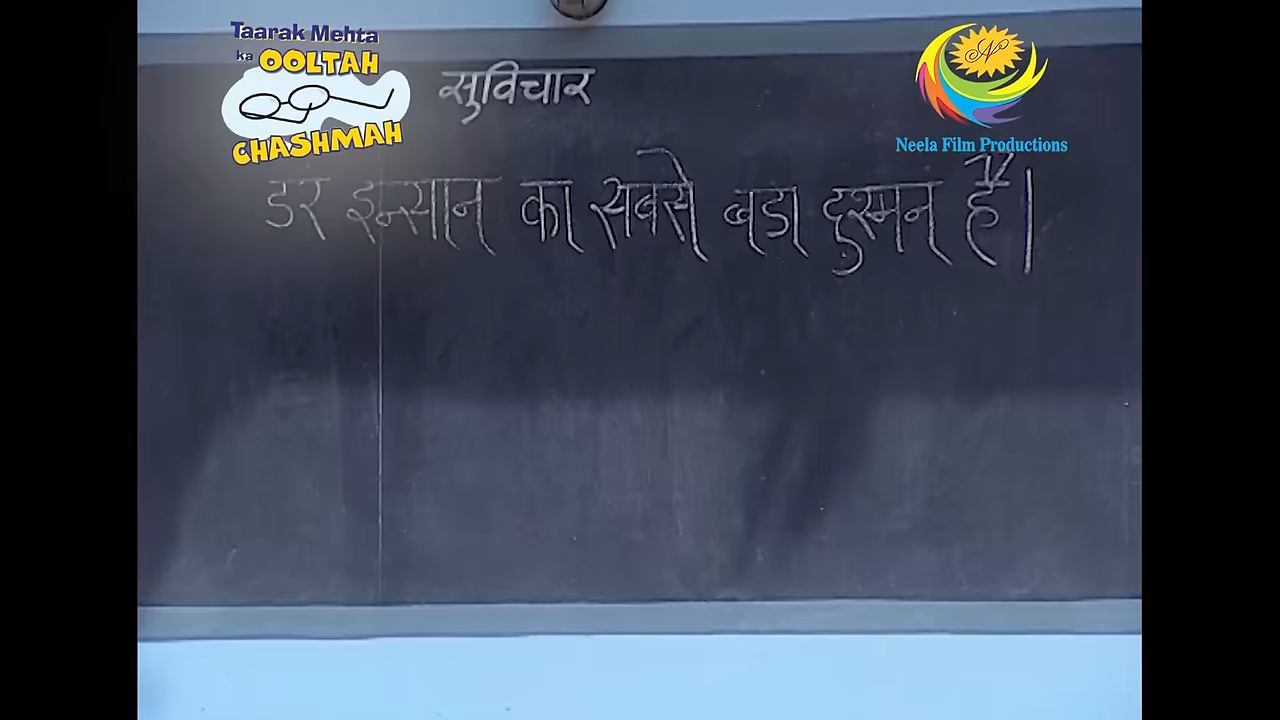 Taarak Mehta
ka OOLTAH
CHASHMAH
सुविचार
Neela Film Productions
डर इन्सान का सबसे बडा दुस्मन है।